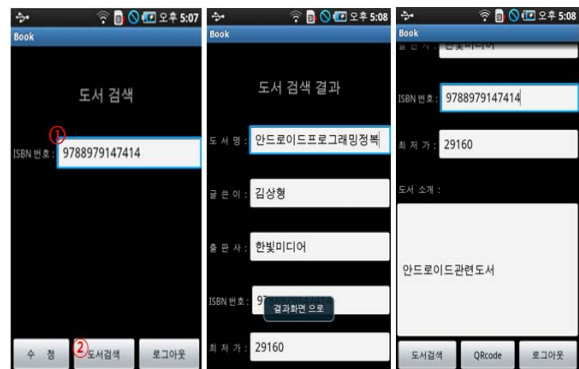 오후 5:07
Book
도서 검색
①
ISBN 번호 : 9788979147414
수 정
②
도서검색
로그아웃
오후 5:08
Book
도서 검색 결과
도 서 명 : 안드로이드프로그래밍정복
글 쓴 이 : 김상형
출 판 사 : 한빛미디어
ISBN 번호 :
결과화면 으로
최 저 가 : 29160
오후 5:08
Book
출 판 사 : 한빛미디어
ISBN 번호 : 9788979147414
최 저 가 : 29160
도서 소개 :
안드로이드관련도서
도서검색
QRcode
로그아웃